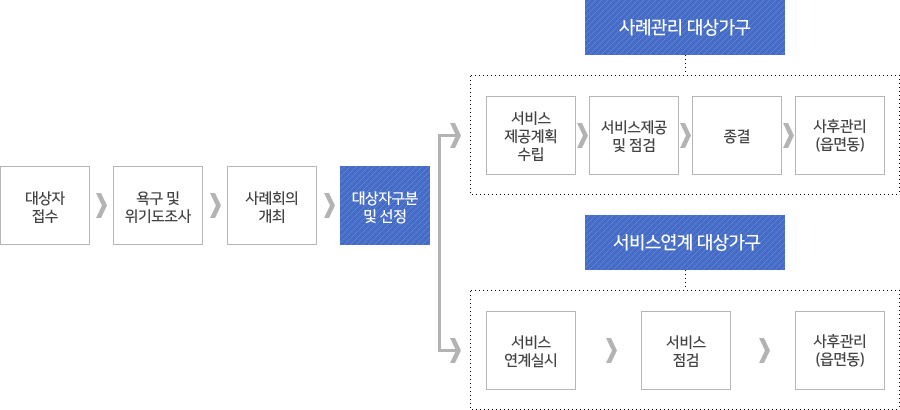 대상자
접수
욕구 및
위기도조사
사례회의
개최
대상자구분
및 선정
사례관리 대상가구
서비스
제공계획
수립
서비스제공
및 점검
종결
사후관리
(읍면동)
서비스연계 대상가구
서비스
연계실시
서비스
점검
사후관리
(읍면동)